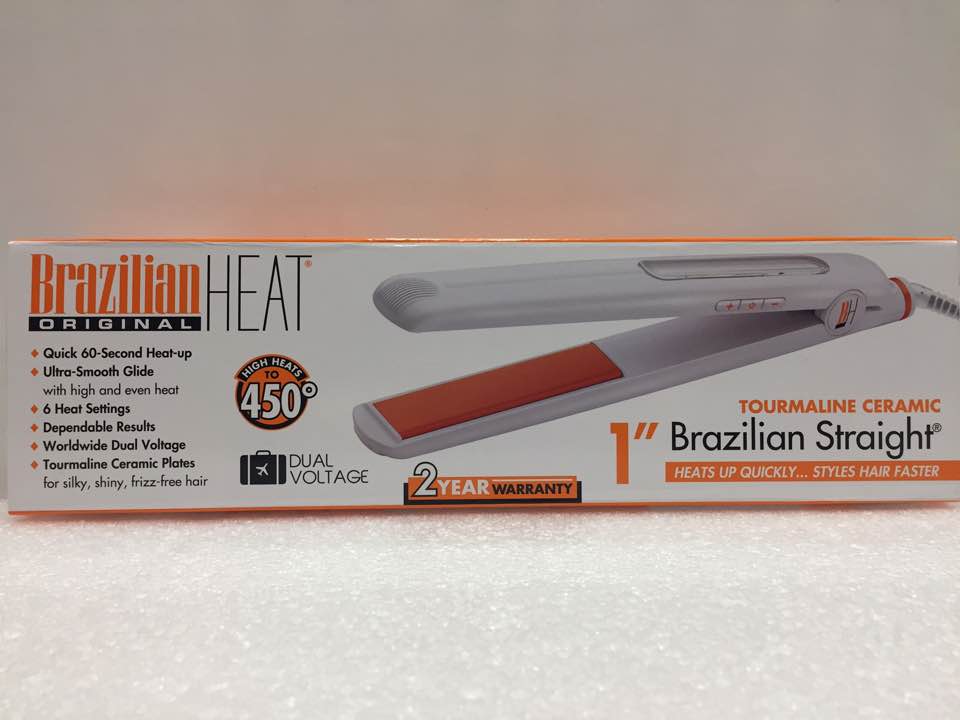 Brazilian HEAT®
ORIGINAL
Quick 60-Second Heat-up
Ultra-Smooth Glide
with high and even heat
6 Heat Settings
Dependable Results
Worldwide Dual Voltage
Tourmaline Ceramic Plates
for silky, shiny, frizz-free hair
HIGH HEATS
TO
450°
DUAL
VOLTAGE
2 YEAR WARRANTY
+ −
BH
TOURMALINE CERAMIC
1” Brazilian Straight®
HEATS UP QUICKLY... STYLES HAIR FASTER